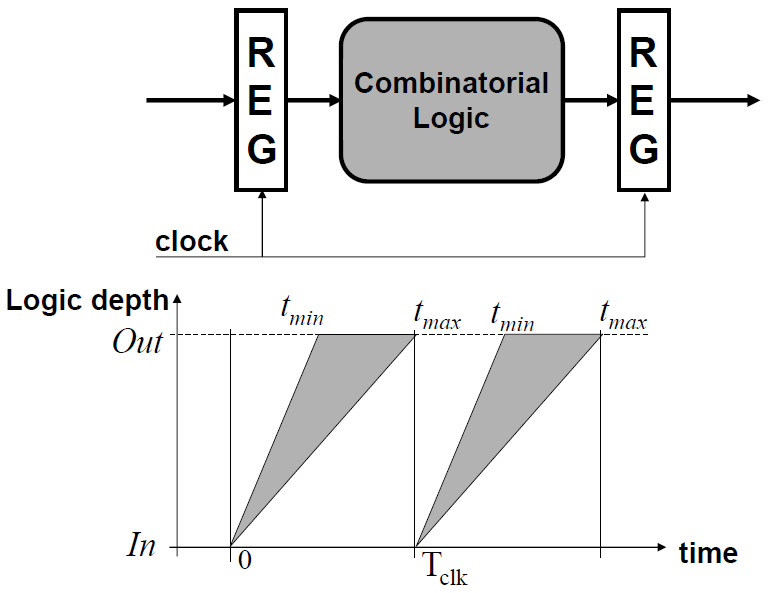 R
E
G
Combinatorial
Logic
R
E
G
clock
Logic depth
t_min
t_max
t_min
t_max
Out
In
0
T_clk
time